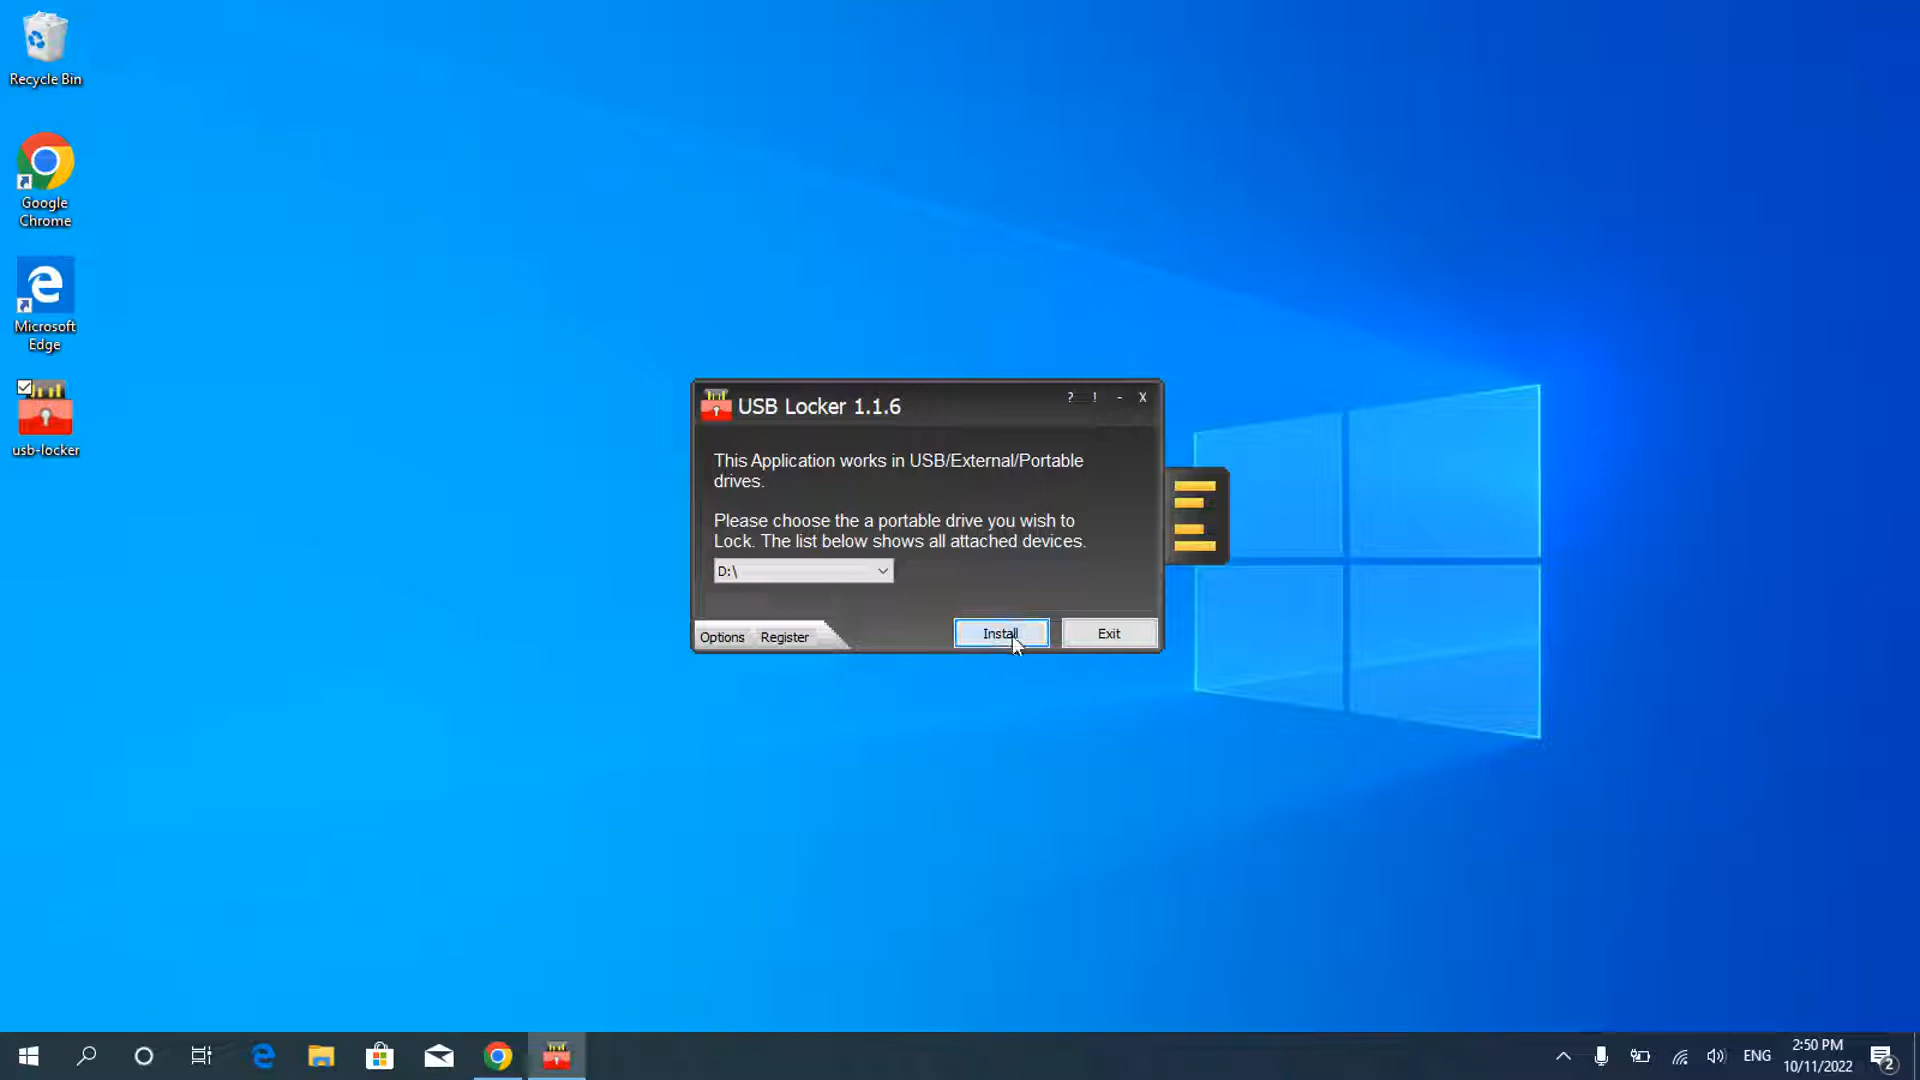 Recycle Bin
Google
Chrome
Microsoft
Edge
usb-locker
USB Locker 1.1.6
? ! - X
This Application works in USB/External/Portable
drives.
Please choose the a portable drive you wish to
Lock. The list below shows all attached devices.
D:\
Options Register
Install
Exit
ENG
2:50 PM
10/11/2022
2